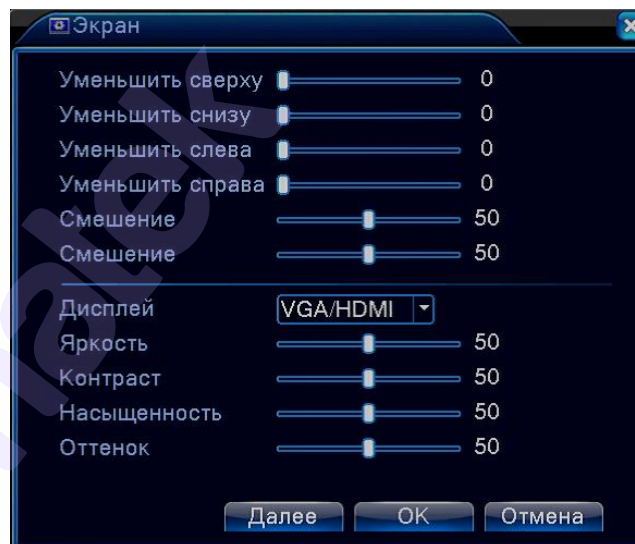 Экран
Уменьшить сверху 0
Уменьшить снизу 0
Уменьшить слева 0
Уменьшить справа 0
Смешение 50
Смешение 50
Дисплей VGA/HDMI
Яркость 50
Контраст 50
Насыщенность 50
Оттенок 50
Далее OK Отмена